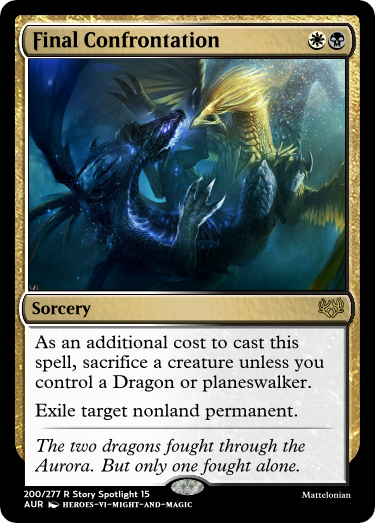 Final Confrontation
Sorcery
As an additional cost to cast this
spell, sacrifice a creature unless you
control a Dragon or planeswalker.
Exile target nonland permanent.
The two dragons fought through the
Aurora. But only one fought alone.
200/277 R Story Spotlight 15
Mattelonian
AUR HEROES-VI-MIGHT-AND-MAGIC